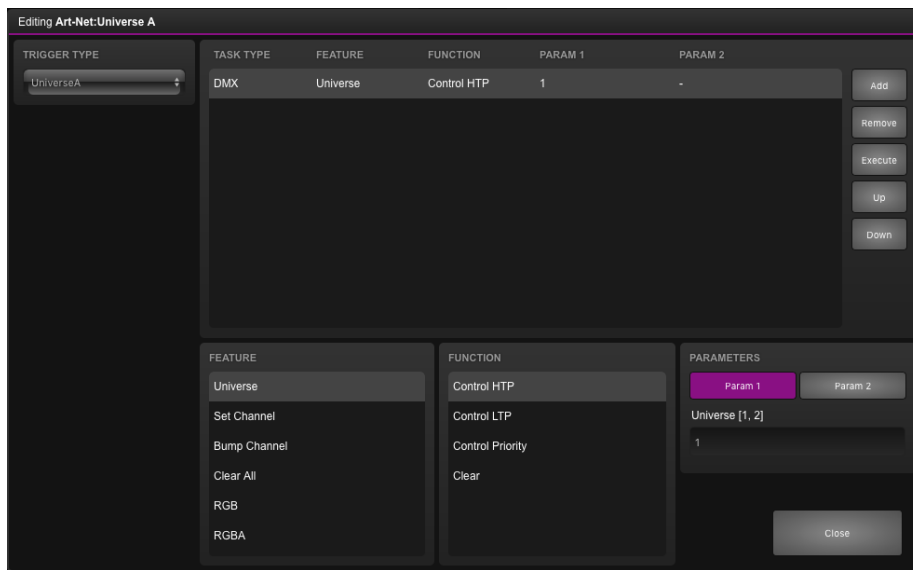 Editing Art-Net:Universe A
TRIGGER TYPE
UniverseA
TASK TYPE FEATURE FUNCTION PARAM 1 PARAM 2
DMX Universe Control HTP 1 -
Add
Remove
Execute
Up
Down
FEATURE
Universe
Set Channel
Bump Channel
Clear All
RGB
RGBA
FUNCTION
Control HTP
Control LTP
Control Priority
Clear
PARAMETERS
Param 1 Param 2
Universe [1, 2]
1
Close